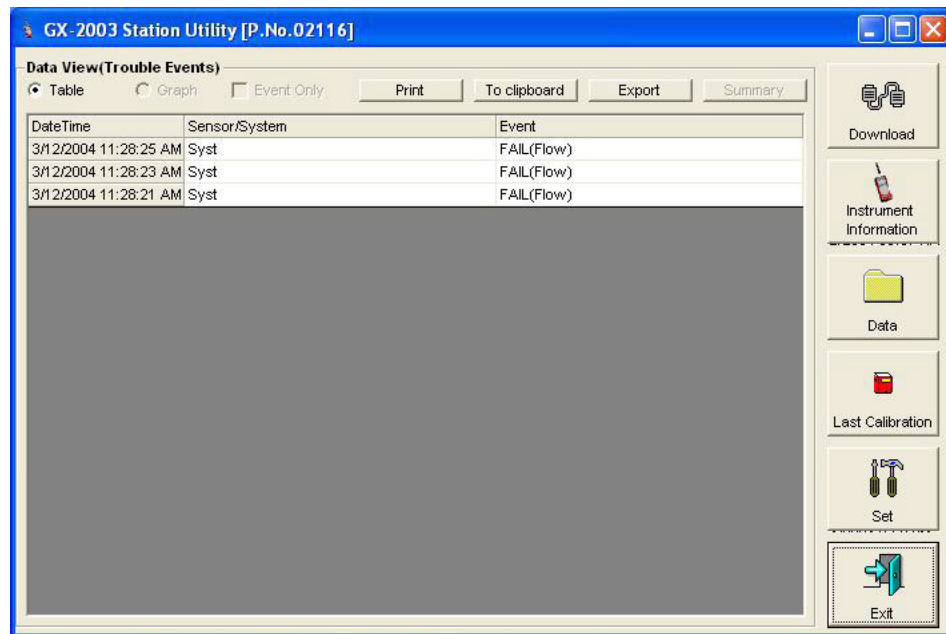 GX-2003 Station Utility [P.No.02116]
Data View(Trouble Events)
Table Graph Event Only Print To clipboard Export Summary
DateTime Sensor/System Event
3/12/2004 11:28:25 AM Syst FAIL(Flow)
3/12/2004 11:28:23 AM Syst FAIL(Flow)
3/12/2004 11:28:21 AM Syst FAIL(Flow)
Download
Instrument
Information
Data
Last Calibration
Set
Exit